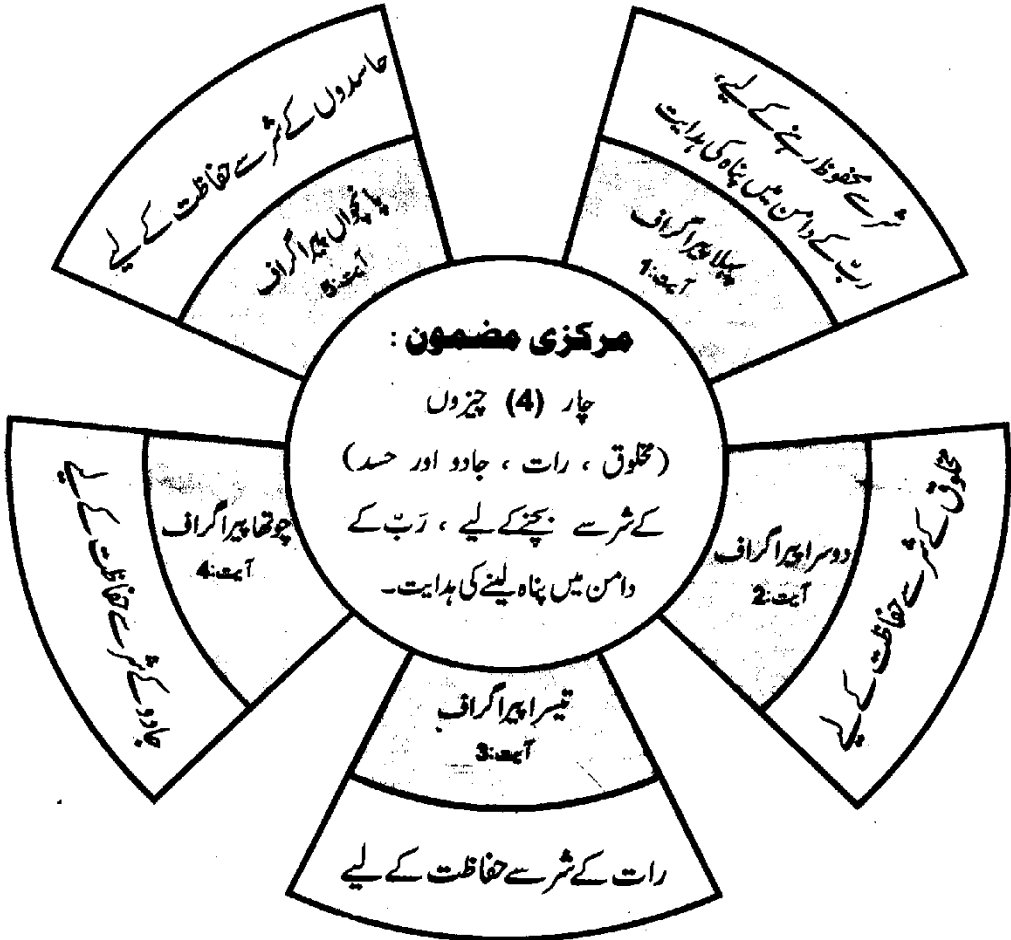 مرکزی مضمون :
چار (4) چیزوں
(مخلوق ، رات ، جادو اور حسد)
کے شر سے بچنے کے لیے ، رَبّ کے
دامن میں پناہ لینے کی ہدایت۔
شر سے محفوظ رہنے کے لیے،
ربّ کے دامن میں پناہ کی ہدایت
پہلا پیراگراف
آیت:1
مخلوق کے شر سے حفاظت کے لیے
دوسرا پیراگراف
آیت:2
تیسرا پیراگراف
آیت:3
رات کے شر سے حفاظت کے لیے
جادو کے شر سے حفاظت کے لیے
چوتھا پیراگراف
آیت:4
حاسدوں کے شر سے حفاظت کے لیے
پانچواں پیراگراف
آیت:5